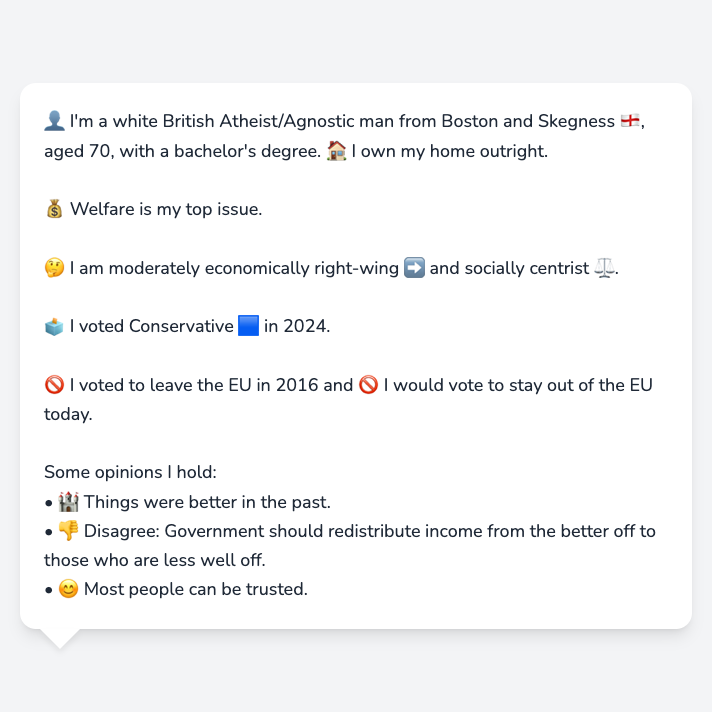 👤 I'm a white British Atheist/Agnostic man from Boston and Skegness 🏴󠁧󠁢󠁥󠁮󠁧󠁿,
aged 70, with a bachelor's degree. 🏠 I own my home outright.
💰 Welfare is my top issue.
🤔 I am moderately economically right-wing ➡️ and socially centrist ⚖️.
🗳️ I voted Conservative 🟦 in 2024.
🚫 I voted to leave the EU in 2016 and 🚫 I would vote to stay out of the EU
today.
Some opinions I hold:
• 🏰 Things were better in the past.
• 👎 Disagree: Government should redistribute income from the better off to
those who are less well off.
• 😊 Most people can be trusted.